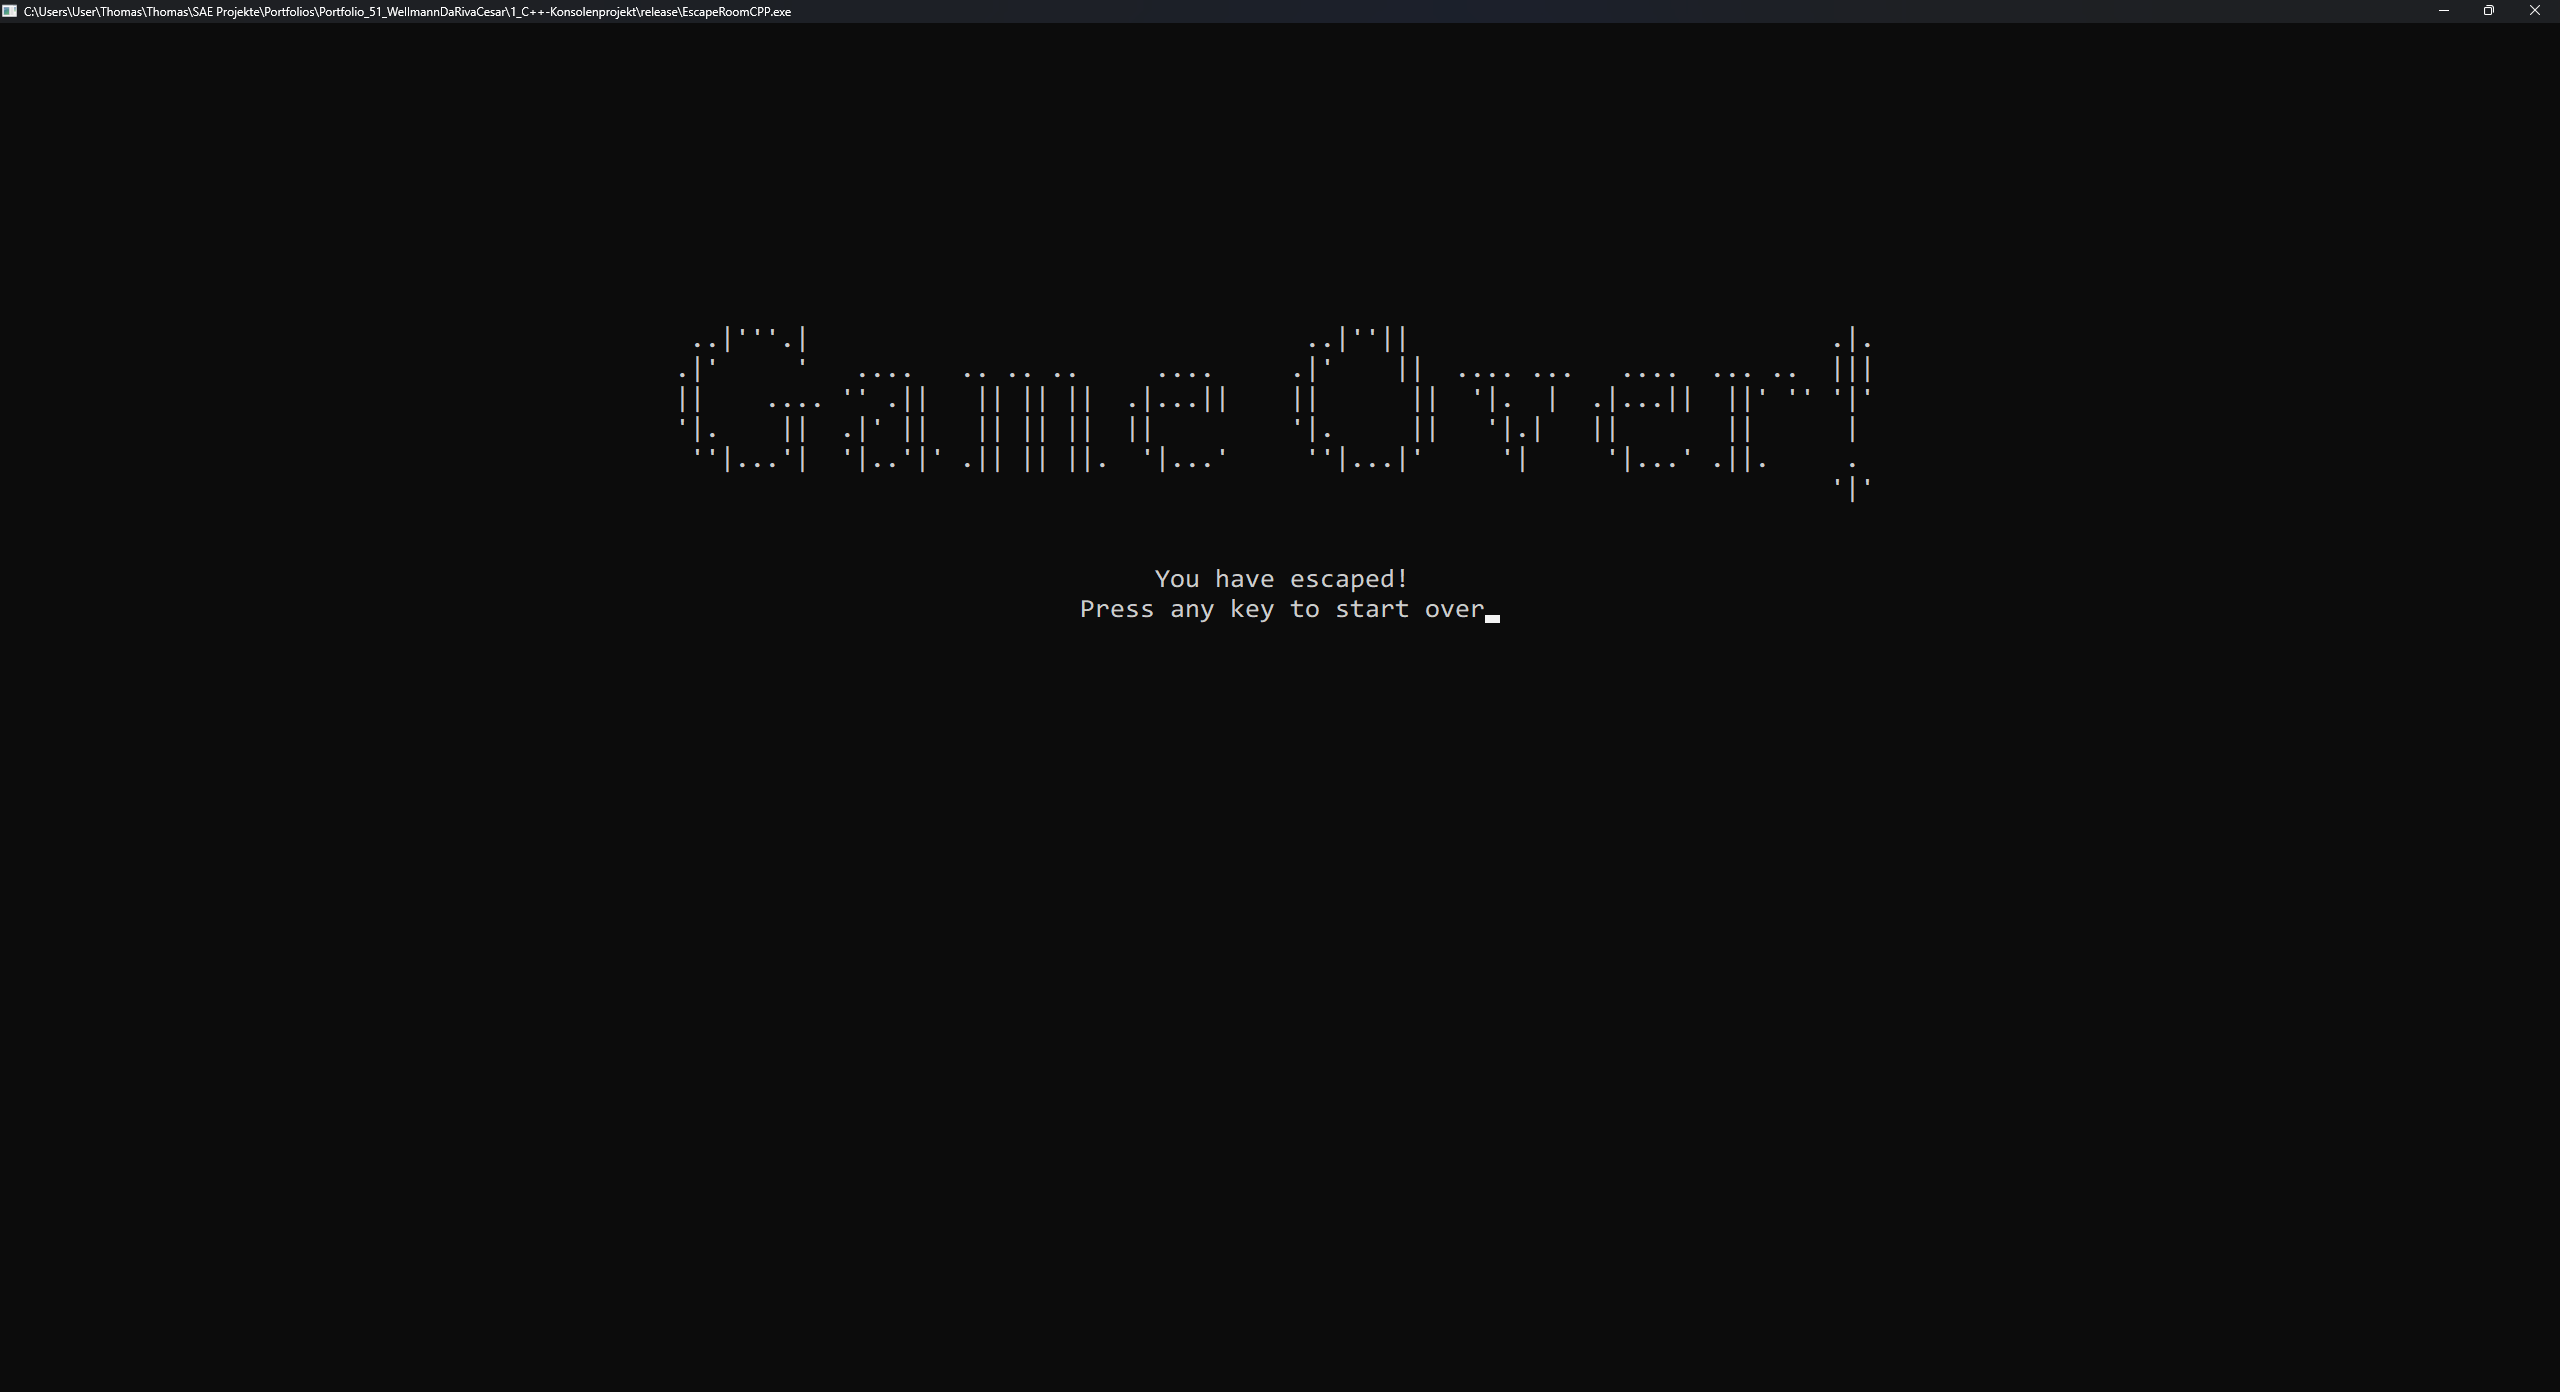 C:\Users\User\Thomas\Thomas\SAE Projekte\Portfolios\Portfolio_51_WellmannDaRivaCesar\1_C++-Konsolenprojekt\release\EscapeRoomCPP.exe
Game Over!
You have escaped!
Press any key to start over